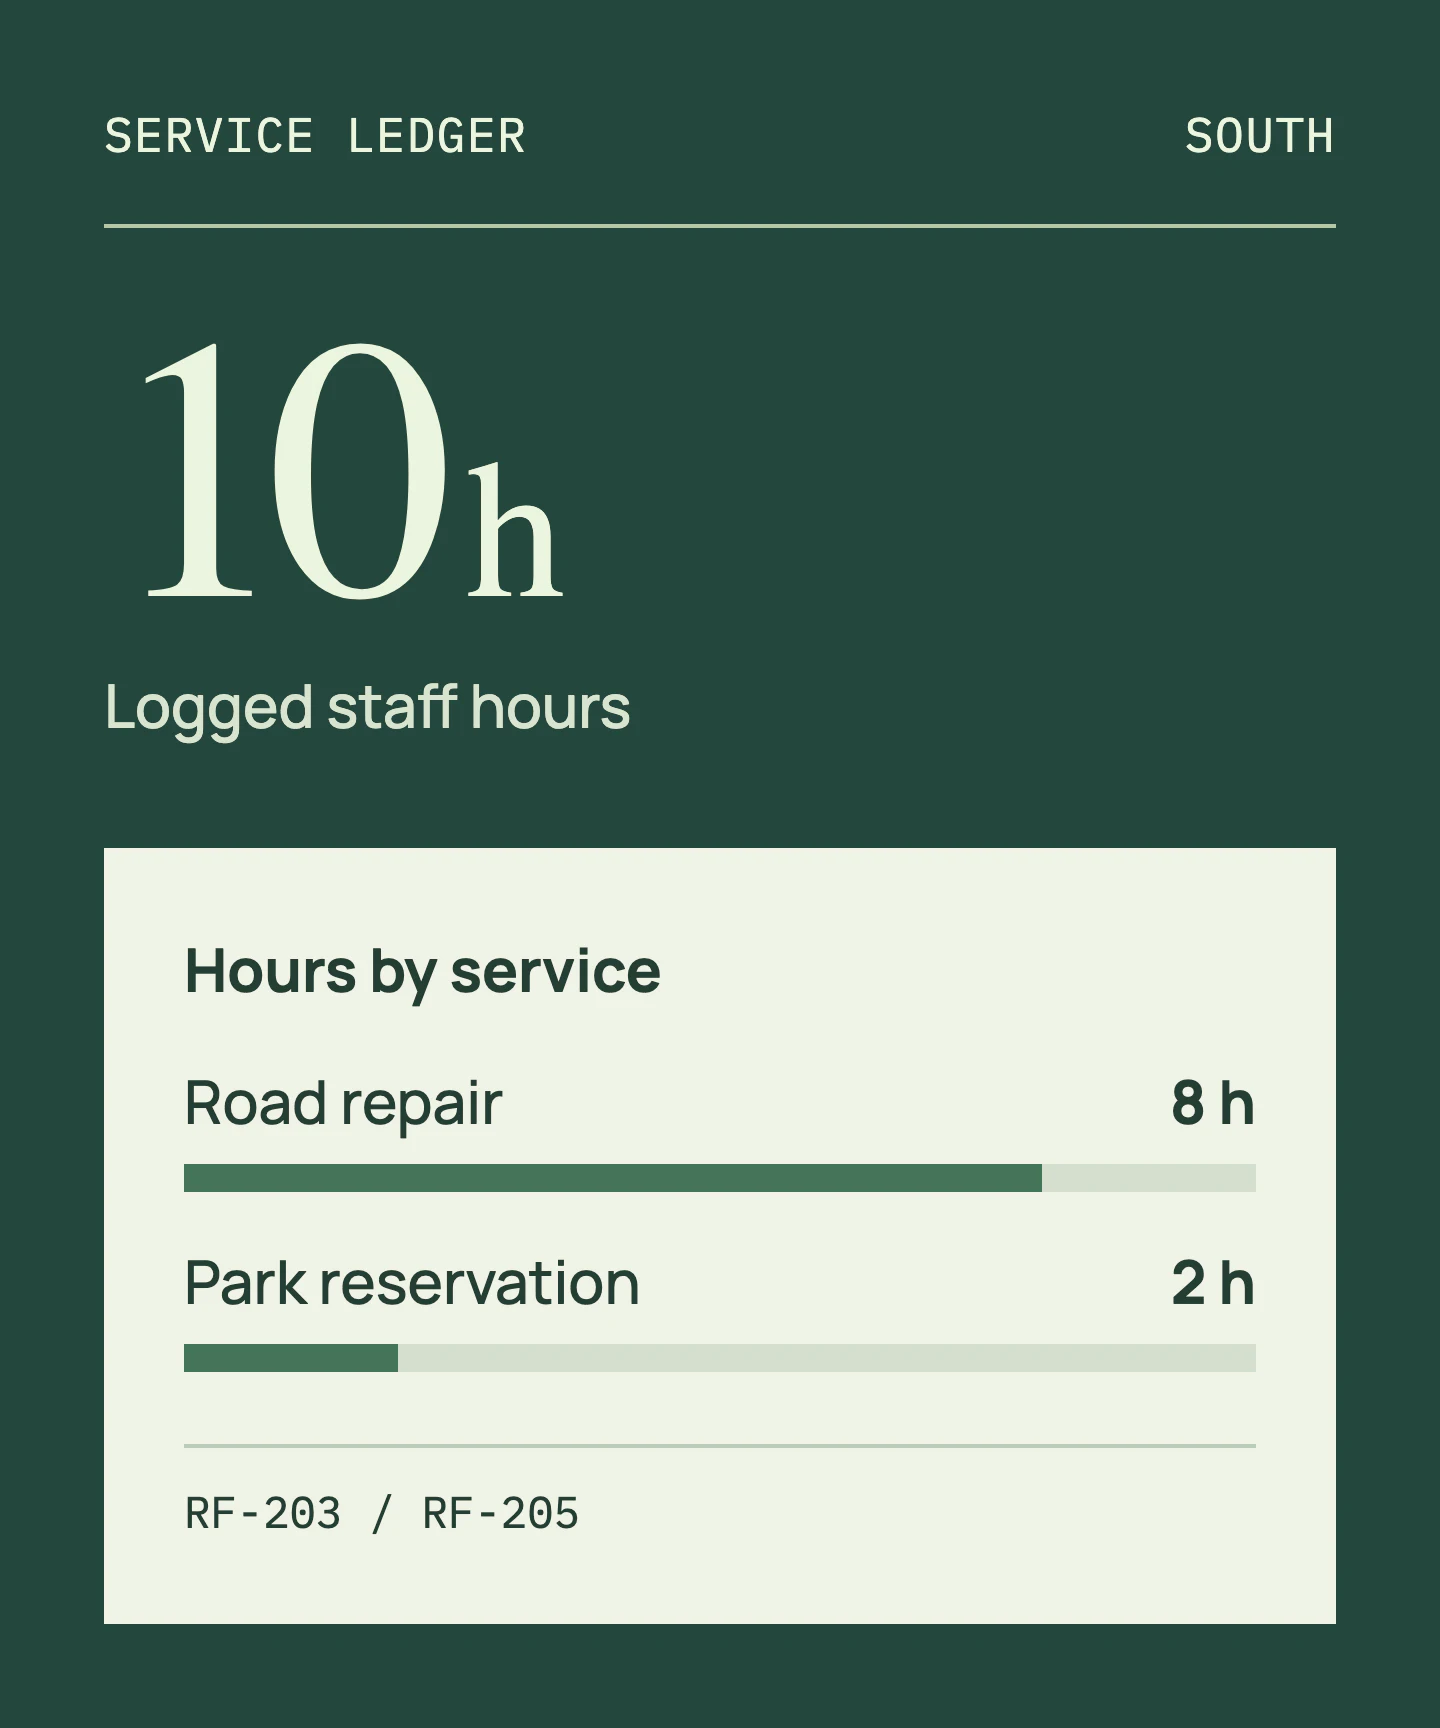 SERVICE LEDGER SOUTH
10h
Logged staff hours
Hours by service
Road repair 8 h
Park reservation 2 h
RF-203 / RF-205